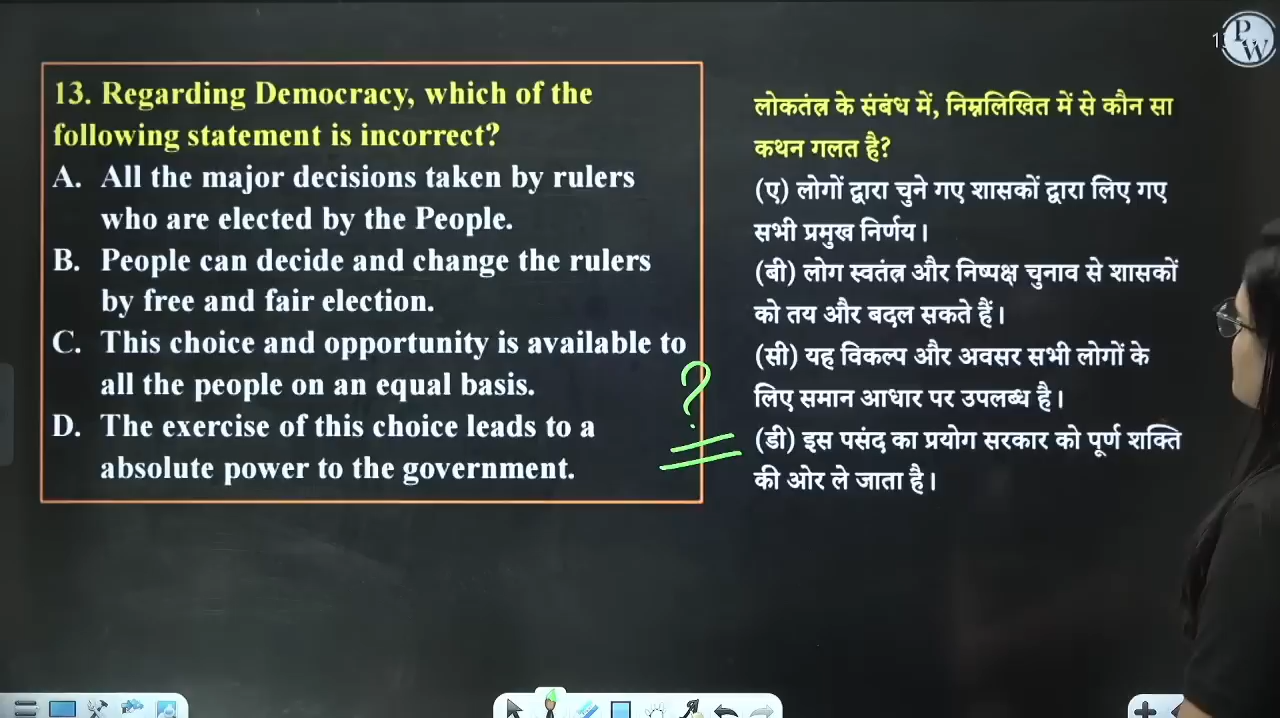 PW
13. Regarding Democracy, which of the
following statement is incorrect?
A. All the major decisions taken by rulers
who are elected by the People.
B. People can decide and change the rulers
by free and fair election.
C. This choice and opportunity is available to
all the people on an equal basis.
D. The exercise of this choice leads to a
absolute power to the government.
?
लोकतंत्र के संबंध में, निम्नलिखित में से कौन सा
कथन गलत है?
(ए) लोगों द्वारा चुने गए शासकों द्वारा लिए गए
सभी प्रमुख निर्णय।
(बी) लोग स्वतंत्र और निष्पक्ष चुनाव से शासकों
को तय और बदल सकते हैं।
(सी) यह विकल्प और अवसर सभी लोगों के
लिए समान आधार पर उपलब्ध है।
(डी) इस पसंद का प्रयोग सरकार को पूर्ण शक्ति
की ओर ले जाता है।